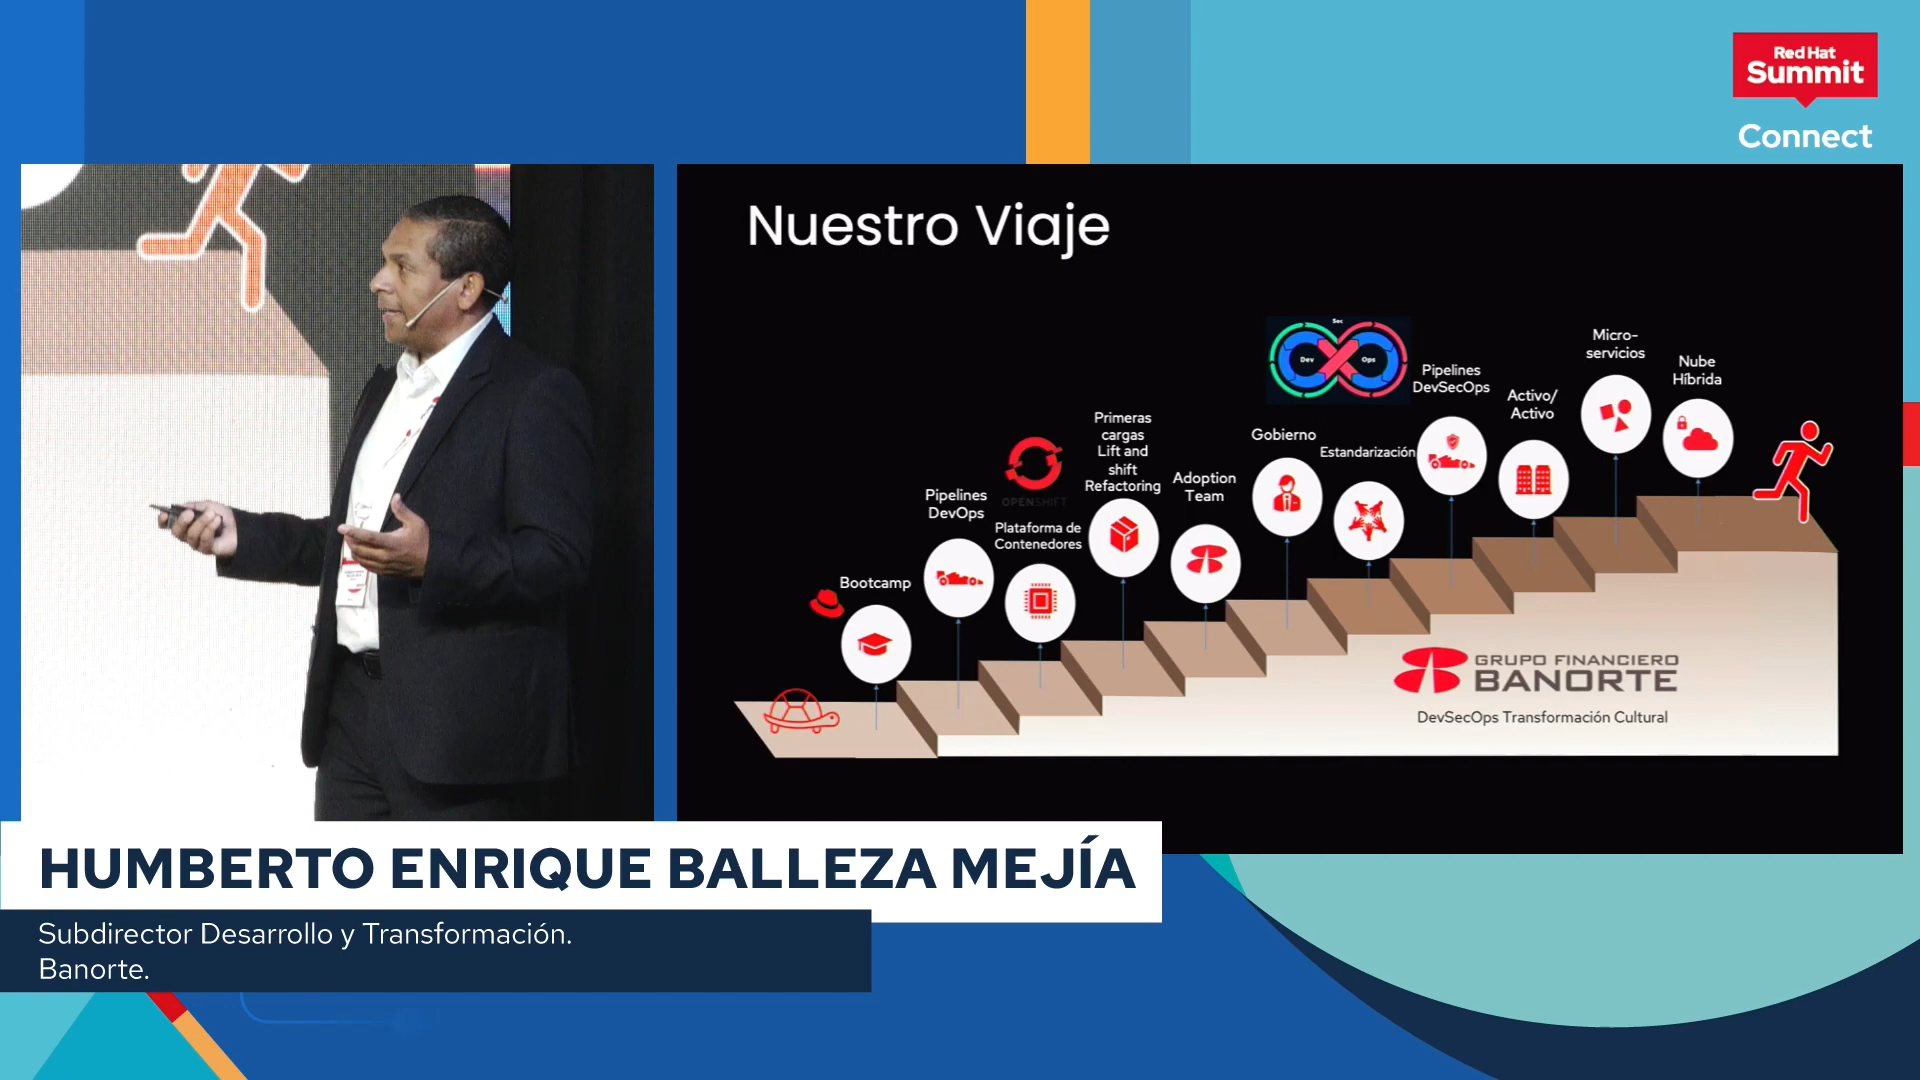 Red Hat
Summit
Connect
Nuestro Viaje
Bootcamp
Pipelines
DevOps
OPENSHIFT
Plataforma de
Contenedores
Primeras
cargas
Lift and
shift
Refactoring
Adoption
Team
Gobierno
Estandarización
Sec
Dev
Ops
Pipelines
DevSecOps
Activo/
Activo
Micro-
servicios
Nube
Híbrida
GRUPO FINANCIERO
BANORTE
DevSecOps Transformación Cultural
HUMBERTO ENRIQUE BALLEZA MEJÍA
Subdirector Desarrollo y Transformación.
Banorte.